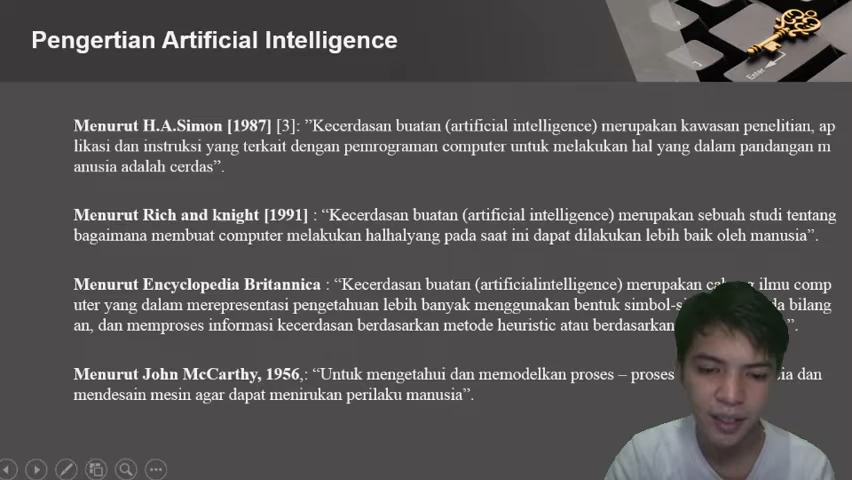 Pengertian Artificial Intelligence
Enter
Menurut H.A.Simon [1987] [3]: ”Kecerdasan buatan (artificial intelligence) merupakan kawasan penelitian, ap
likasi dan instruksi yang terkait dengan pemrograman computer untuk melakukan hal yang dalam pandangan m
anusia adalah cerdas”.
Menurut Rich and knight [1991] : “Kecerdasan buatan (artificial intelligence) merupakan sebuah studi tentang
bagaimana membuat computer melakukan halhalyang pada saat ini dapat dilakukan lebih baik oleh manusia”.
Menurut Encyclopedia Britannica : “Kecerdasan buatan (artificialintelligence) merupakan ilmu comp
uter yang dalam merepresentasi pengetahuan lebih banyak menggunakan bentuk bilang
an, dan memproses informasi kecerdasan berdasarkan metode heuristic atau berdasarkan ”.
Menurut John McCarthy, 1956,: “Untuk mengetahui dan memodelkan proses – proses dan
mendesain mesin agar dapat menirukan perilaku manusia”.